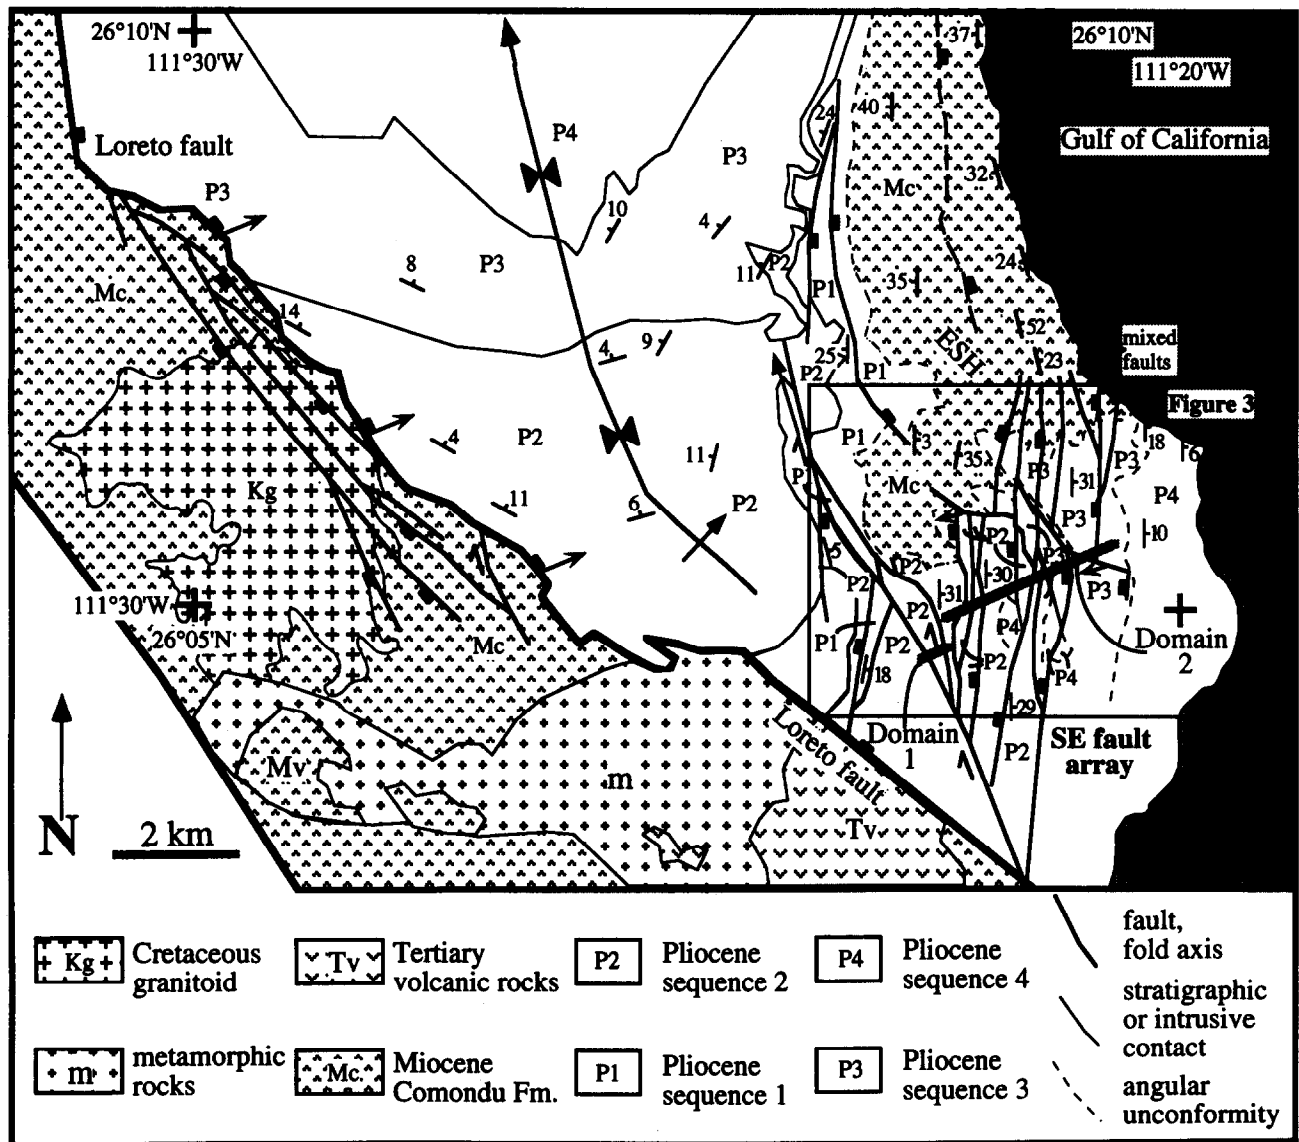 26°10'N
111°30'W
26°10'N
111°20'W
37
Gulf of California
Loreto fault
P4
P3
24
40
Mc
32
P3
10
4
8
P3
11
P2
24
Mc
35
P1
14
52
ESH
23
mixed
faults
4
9
25
P2
P1
Figure 3
4
P2
11
P1
3
35
P3
P3
18
6
31
Mc
P4
Kg
11
6
P2
P1
P3
10
5
P2
P2
P3
30
P3
111°30'W
26°05'N
P2
31
P2
P4
Domain
2
Mc
P1
P2
P2
18
P4
29
Loreto fault
Domain
1
P2
SE fault
array
Mv
m
Tv
N
2 km
Kg
Cretaceous
granitoid
Tv
Tertiary
volcanic rocks
P2
Pliocene
sequence 2
P4
Pliocene
sequence 4
fault,
fold axis
stratigraphic
or intrusive
contact
m
metamorphic
rocks
Mc
Miocene
Comondu Fm.
P1
Pliocene
sequence 1
P3
Pliocene
sequence 3
angular
unconformity